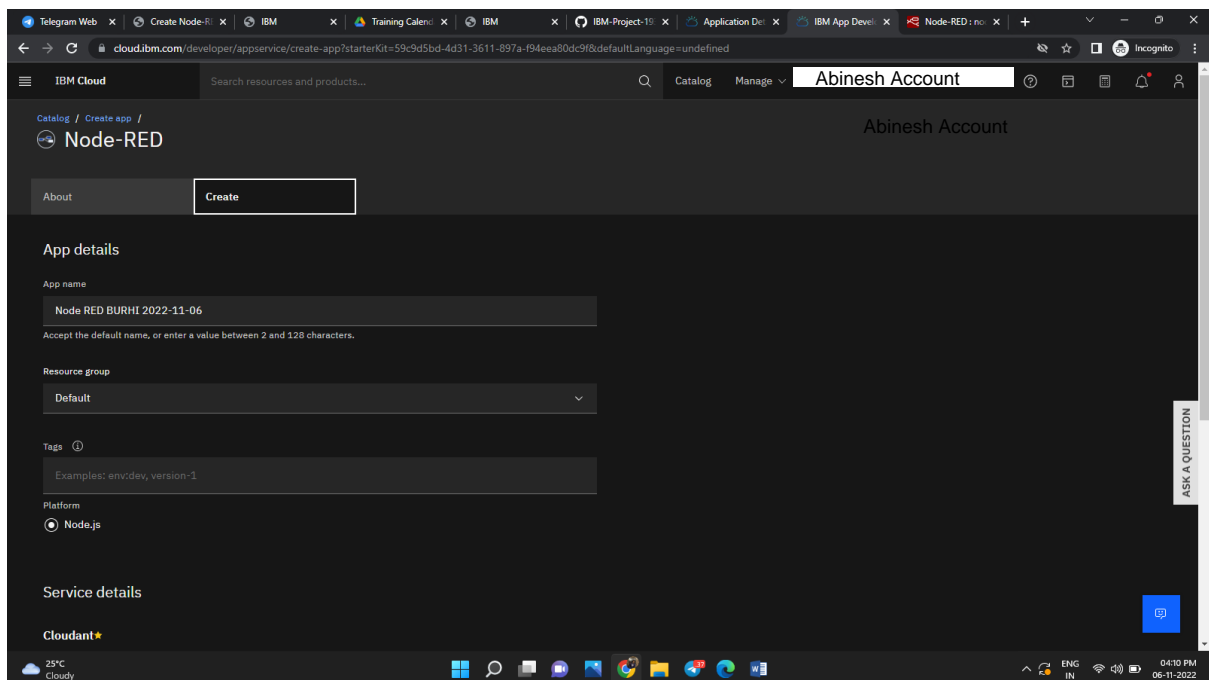 Telegram Web
Create Node-RE
IBM
Training Calend
IBM
IBM-Project-19
Application Det
IBM App Devel
Node-RED : no
cloud.ibm.com/developer/appservice/create-app?starterKit=59c9d5bd-4d31-3611-897a-f94eea80dc9f&defaultLanguage=undefined
Incognito
IBM Cloud
Search resources and products...
Catalog
Manage
Abinesh Account
Catalog / Create app /
Abinesh Account
Node-RED
About
Create
App details
App name
Node RED BURHI 2022-11-06
Accept the default name, or enter a value between 2 and 128 characters.
Resource group
Default
Tags
Examples: env:dev, version-1
Platform
Node.js
ASK A QUESTION
Service details
Cloudant
25°C
Cloudy
37
ENG
IN
04:10 PM
06-11-2022